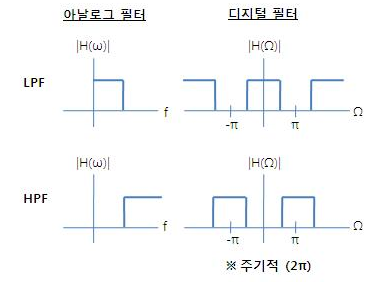 아날로그 필터 디지털 필터
|H(ω)| |H(Ω)|
LPF
f -π π Ω
|H(ω)| |H(Ω)|
HPF
f -π π Ω
※ 주기적 (2π)